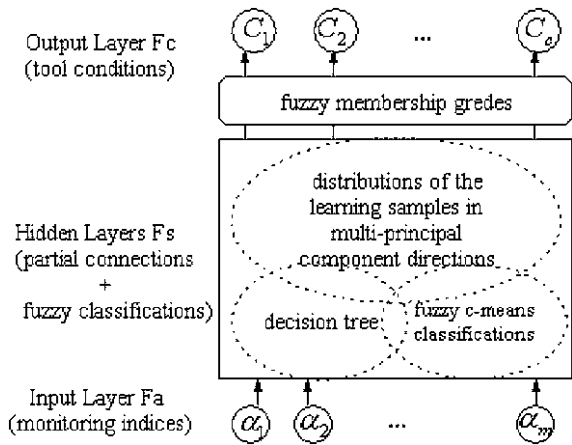 Output Layer Fc
(tool conditions)
C1 C2 ... Cc
fuzzy membership gredes
distributions of the
learning samples in
multi-principal
component directions
Hidden Layers Fs
(partial connections
+
fuzzy classifications)
decision tree
fuzzy c-means
classifications
Input Layer Fa
(monitoring indices)
α1 α2 ... αm